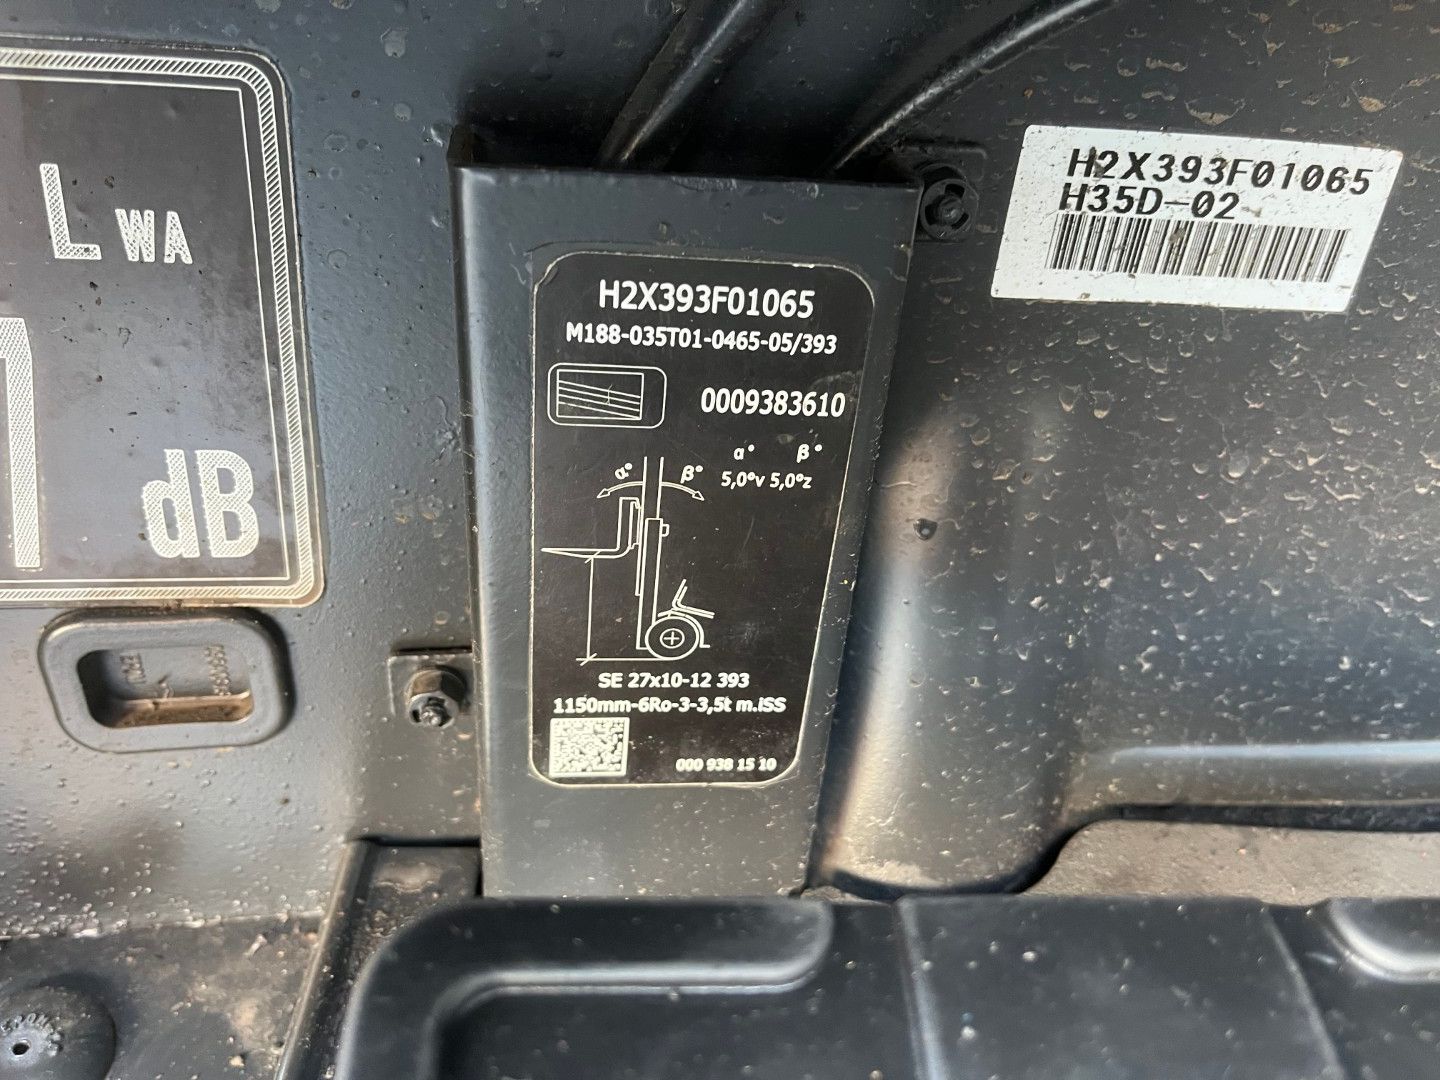 L WA
dB
H2X393F01065
M188-035T01-0465-05/393
0009383610
α° β°
5,0°v 5,0°z
α° β°
SE 27x10-12 393
1150mm-6Ro-3-3,5t m.ISS
000 938 15 10
H2X393F01065
H35D-02